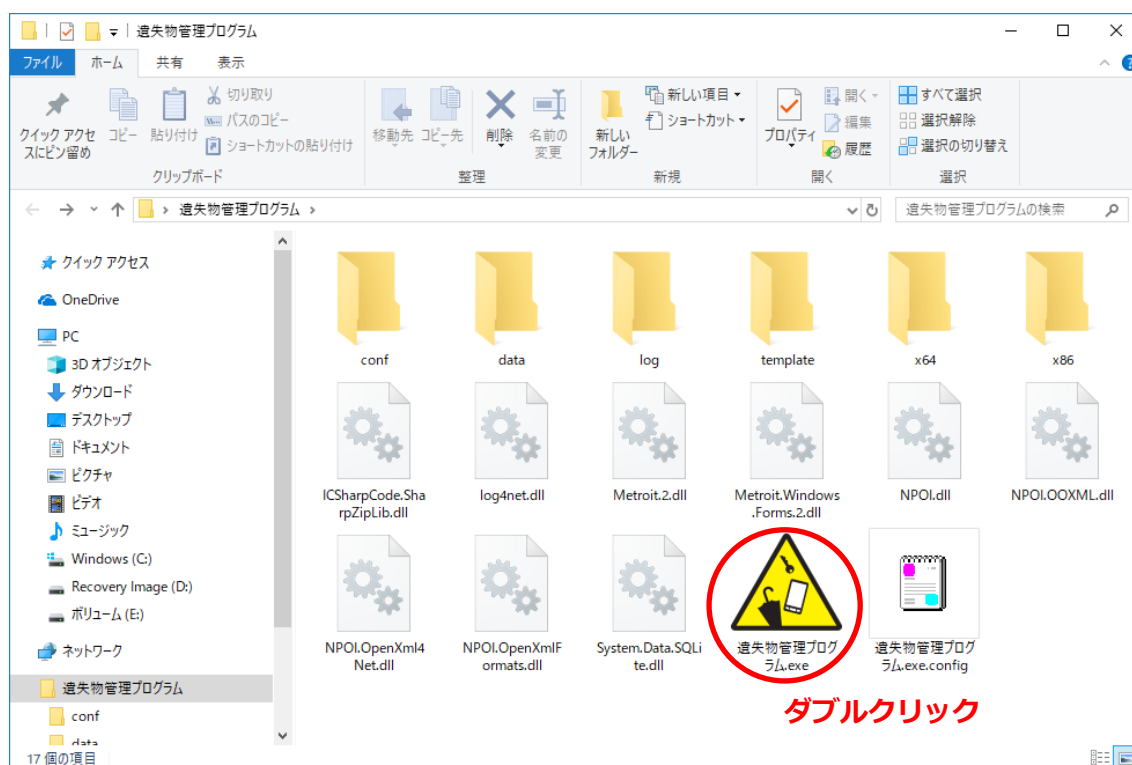 遺失物管理プログラム
ファイル ホーム 共有 表示
クイック アクセ
スにピン留め
コピー
貼り付け
切り取り
パスのコピー
ショートカットの貼り付け
クリップボード
移動先
コピー先
削除
名前の
変更
整理
新しい
フォルダー
新しい項目
ショートカット
新規
プロパティ
開く
編集
履歴
開く
すべて選択
選択解除
選択の切り替え
選択
遺失物管理プログラム
遺失物管理プログラムの検索
クイック アクセス
OneDrive
PC
3D オブジェクト
ダウンロード
デスクトップ
ドキュメント
ピクチャ
ビデオ
ミュージック
Windows (C:)
Recovery Image (D:)
ボリューム (E:)
ネットワーク
遺失物管理プログラム
conf
data
conf
data
log
template
x64
x86
ICSharpCode.Sha
rpZipLib.dll
log4net.dll
Metroit.2.dll
Metroit.Windows
.Forms.2.dll
NPOI.dll
NPOI.OOXML.dll
NPOI.OpenXml4
Net.dll
NPOI.OpenXmlF
ormats.dll
System.Data.SQLi
te.dll
遺失物管理プログ
ラム.exe
遺失物管理プログ
ラム.exe.config
ダブルクリック
17 個の項目